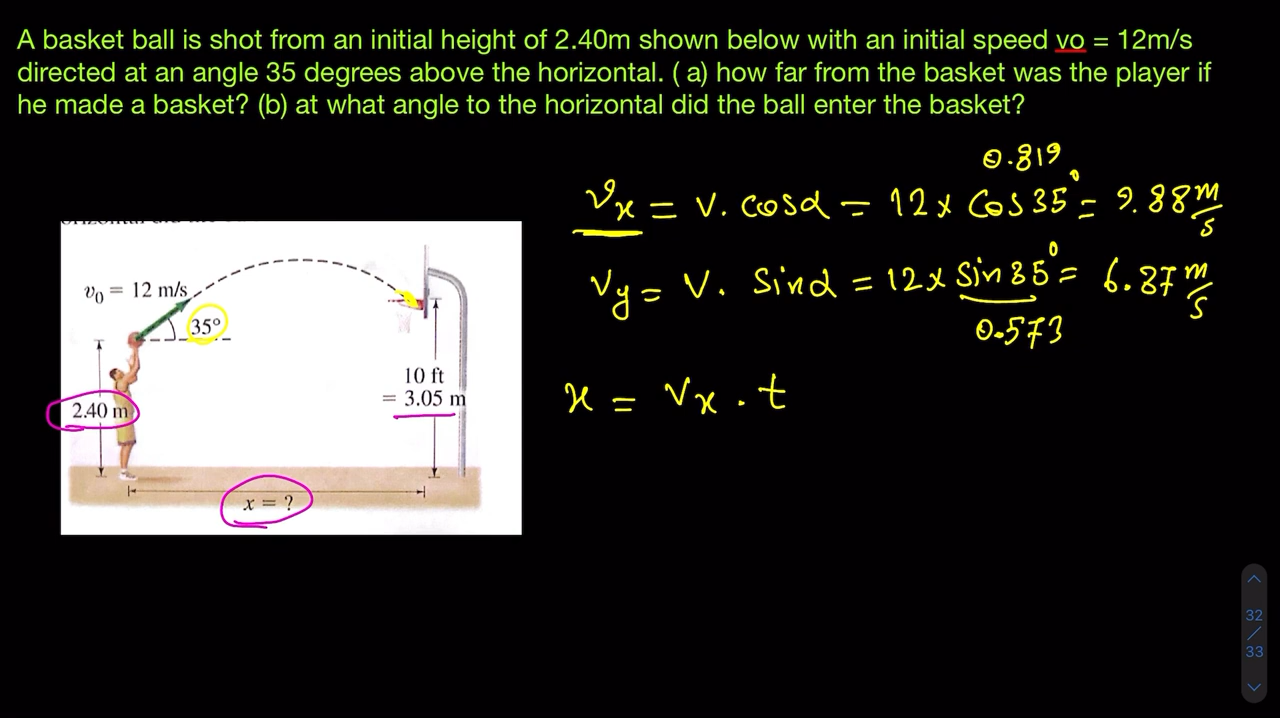 A basket ball is shot from an initial height of 2.40m shown below with an initial speed vo = 12m/s
directed at an angle 35 degrees above the horizontal. ( a) how far from the basket was the player if
he made a basket? (b) at what angle to the horizontal did the ball enter the basket?
0.819
Vx = V. cosα = 12 x Cos 35° = 9.88 m/s
Vy = V. Sinα = 12 x Sin 35° = 6.87 m/s
0.573
x = Vx . t
v0 = 12 m/s
35°
10 ft
= 3.05 m
2.40 m
x = ?
32
/
33